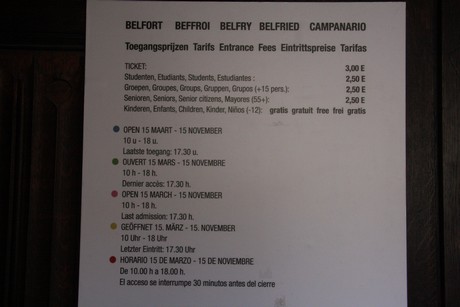 BELFORT BEFFROI BELFRY BELFRIED CAMPANARIO
Toegangsprijzen Tarifs Entrance Fees Eintrittspreise Tarifas
TICKET: 3,00 E
Studenten, Etudiants, Students, Estudiantes : 2,50 E
Groepen, Groupes, Groups, Gruppen, Grupos (+15 pers.): 2,50 E
Senioren, Seniors, Senior citizens, Mayores (55+): 2,50 E
Kinderen, Enfants, Children, Kinder, Niños (-12): gratis gratuit free frei gratis
OPEN 15 MAART - 15 NOVEMBER
10 u - 18 u.
Laatste toegang: 17.30 u.
OUVERT 15 MARS - 15 NOVEMBRE
10 h - 18 h.
Dernier accès: 17.30 h.
OPEN 15 MARCH - 15 NOVEMBER
10 h - 18 h.
Last admission: 17.30 h.
GEÖFFNET 15. MÄRZ - 15. NOVEMBER
10 Uhr - 18 Uhr
Letzter Eintritt: 17.30 Uhr
HORARIO 15 DE MARZO - 15 DE NOVIEMBRE
De 10.00 h a 18.00 h.
El acceso se interrumpe 30 minutos antes del cierre